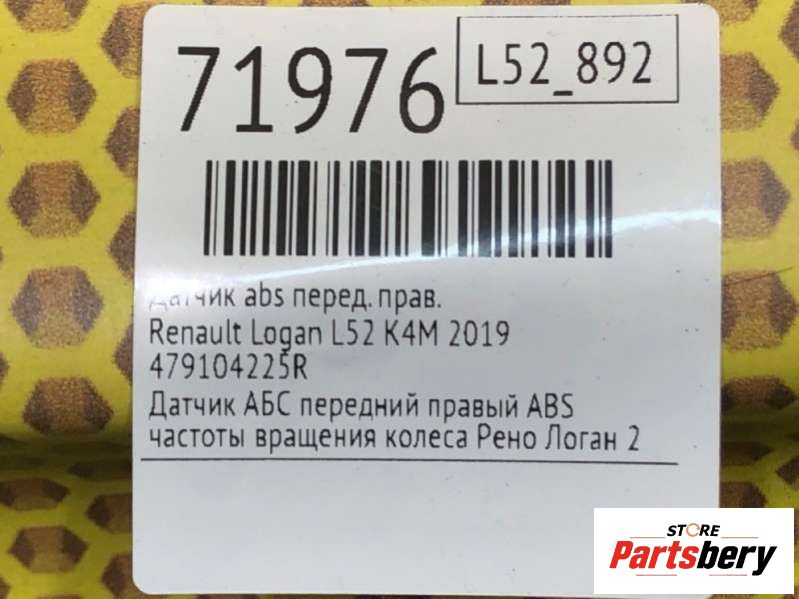 71976
L52_892
Датчик abs перед. прав.
Renault Logan L52 K4M 2019
479104225R
Датчик АБС передний правый ABS
частоты вращения колеса Рено Логан 2
STORE
Partsbery